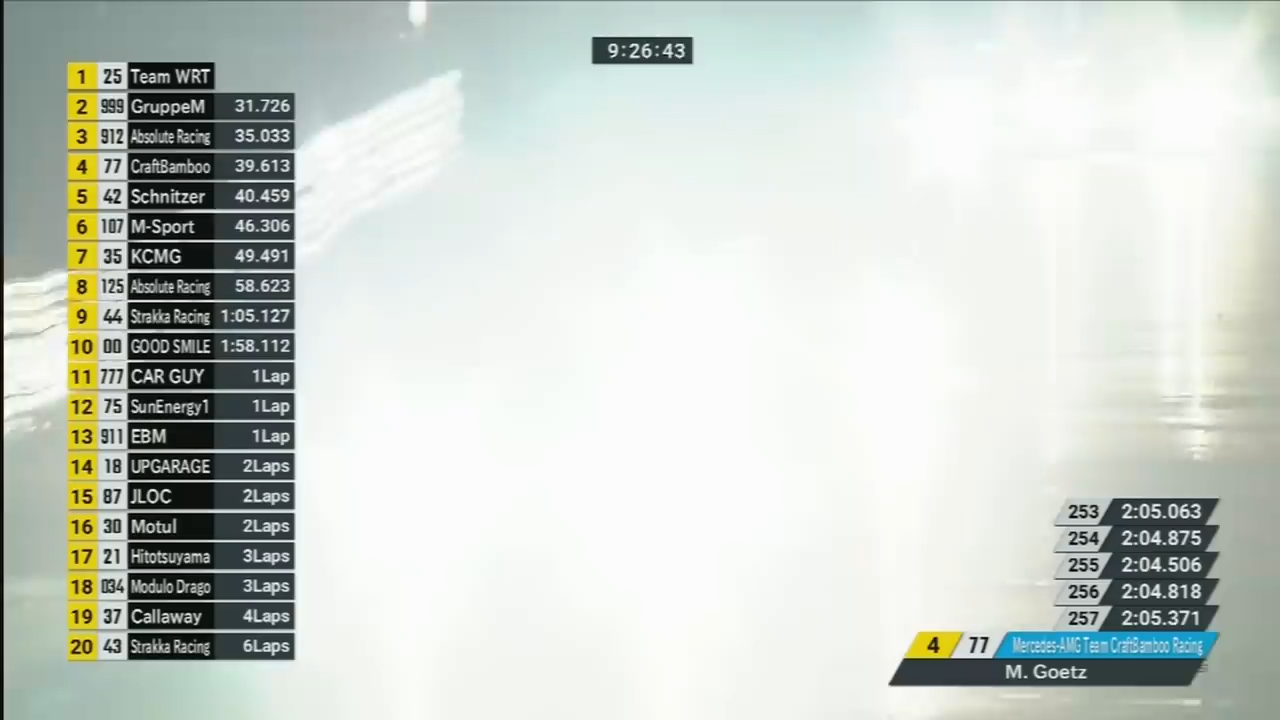 9:26:43
1 25 Team WRT
2 999 GruppeM 31.726
3 912 Absolute Racing 35.033
4 77 CraftBamboo 39.613
5 42 Schnitzer 40.459
6 107 M-Sport 46.306
7 35 KCMG 49.491
8 125 Absolute Racing 58.623
9 44 Strakka Racing 1:05.127
10 00 GOOD SMILE 1:58.112
11 777 CAR GUY 1Lap
12 75 SunEnergy1 1Lap
13 911 EBM 1Lap
14 18 UPGARAGE 2Laps
15 87 JLOC 2Laps
16 30 Motul 2Laps
17 21 Hitotsuyama 3Laps
18 034 Modulo Drago 3Laps
19 37 Callaway 4Laps
20 43 Strakka Racing 6Laps
253 2:05.063
254 2:04.875
255 2:04.506
256 2:04.818
257 2:05.371
4 77 Mercedes-AMG Team CraftBamboo Racing
M. Goetz